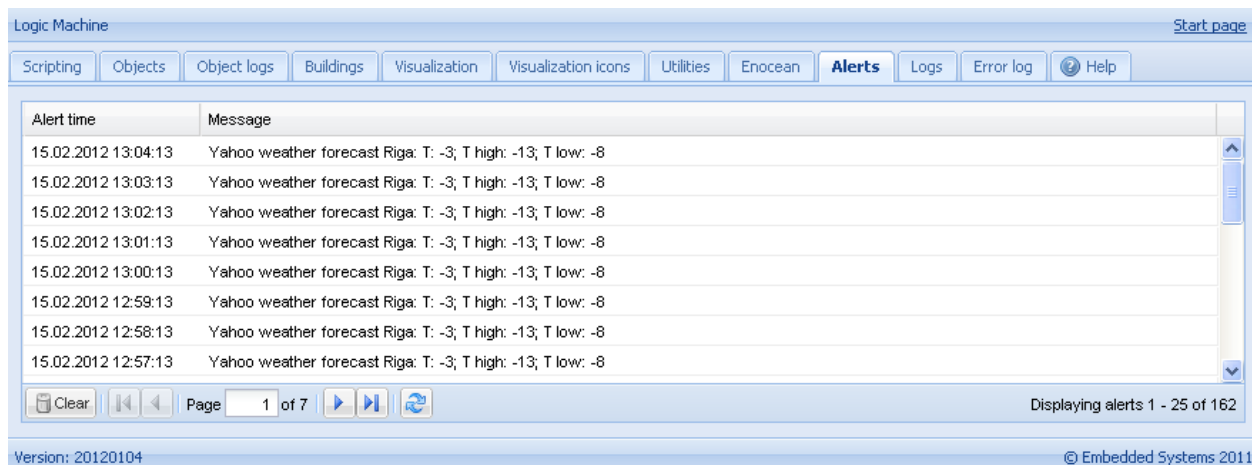 Logic Machine Start page
Scripting Objects Object logs Buildings Visualization Visualization icons Utilities Enocean Alerts Logs Error log Help
Alert time Message
15.02.2012 13:04:13 Yahoo weather forecast Riga: T: -3; T high: -13; T low: -8
15.02.2012 13:03:13 Yahoo weather forecast Riga: T: -3; T high: -13; T low: -8
15.02.2012 13:02:13 Yahoo weather forecast Riga: T: -3; T high: -13; T low: -8
15.02.2012 13:01:13 Yahoo weather forecast Riga: T: -3; T high: -13; T low: -8
15.02.2012 13:00:13 Yahoo weather forecast Riga: T: -3; T high: -13; T low: -8
15.02.2012 12:59:13 Yahoo weather forecast Riga: T: -3; T high: -13; T low: -8
15.02.2012 12:58:13 Yahoo weather forecast Riga: T: -3; T high: -13; T low: -8
15.02.2012 12:57:13 Yahoo weather forecast Riga: T: -3; T high: -13; T low: -8
Clear Page 1 of 7 Displaying alerts 1 - 25 of 162
Version: 20120104 © Embedded Systems 2011